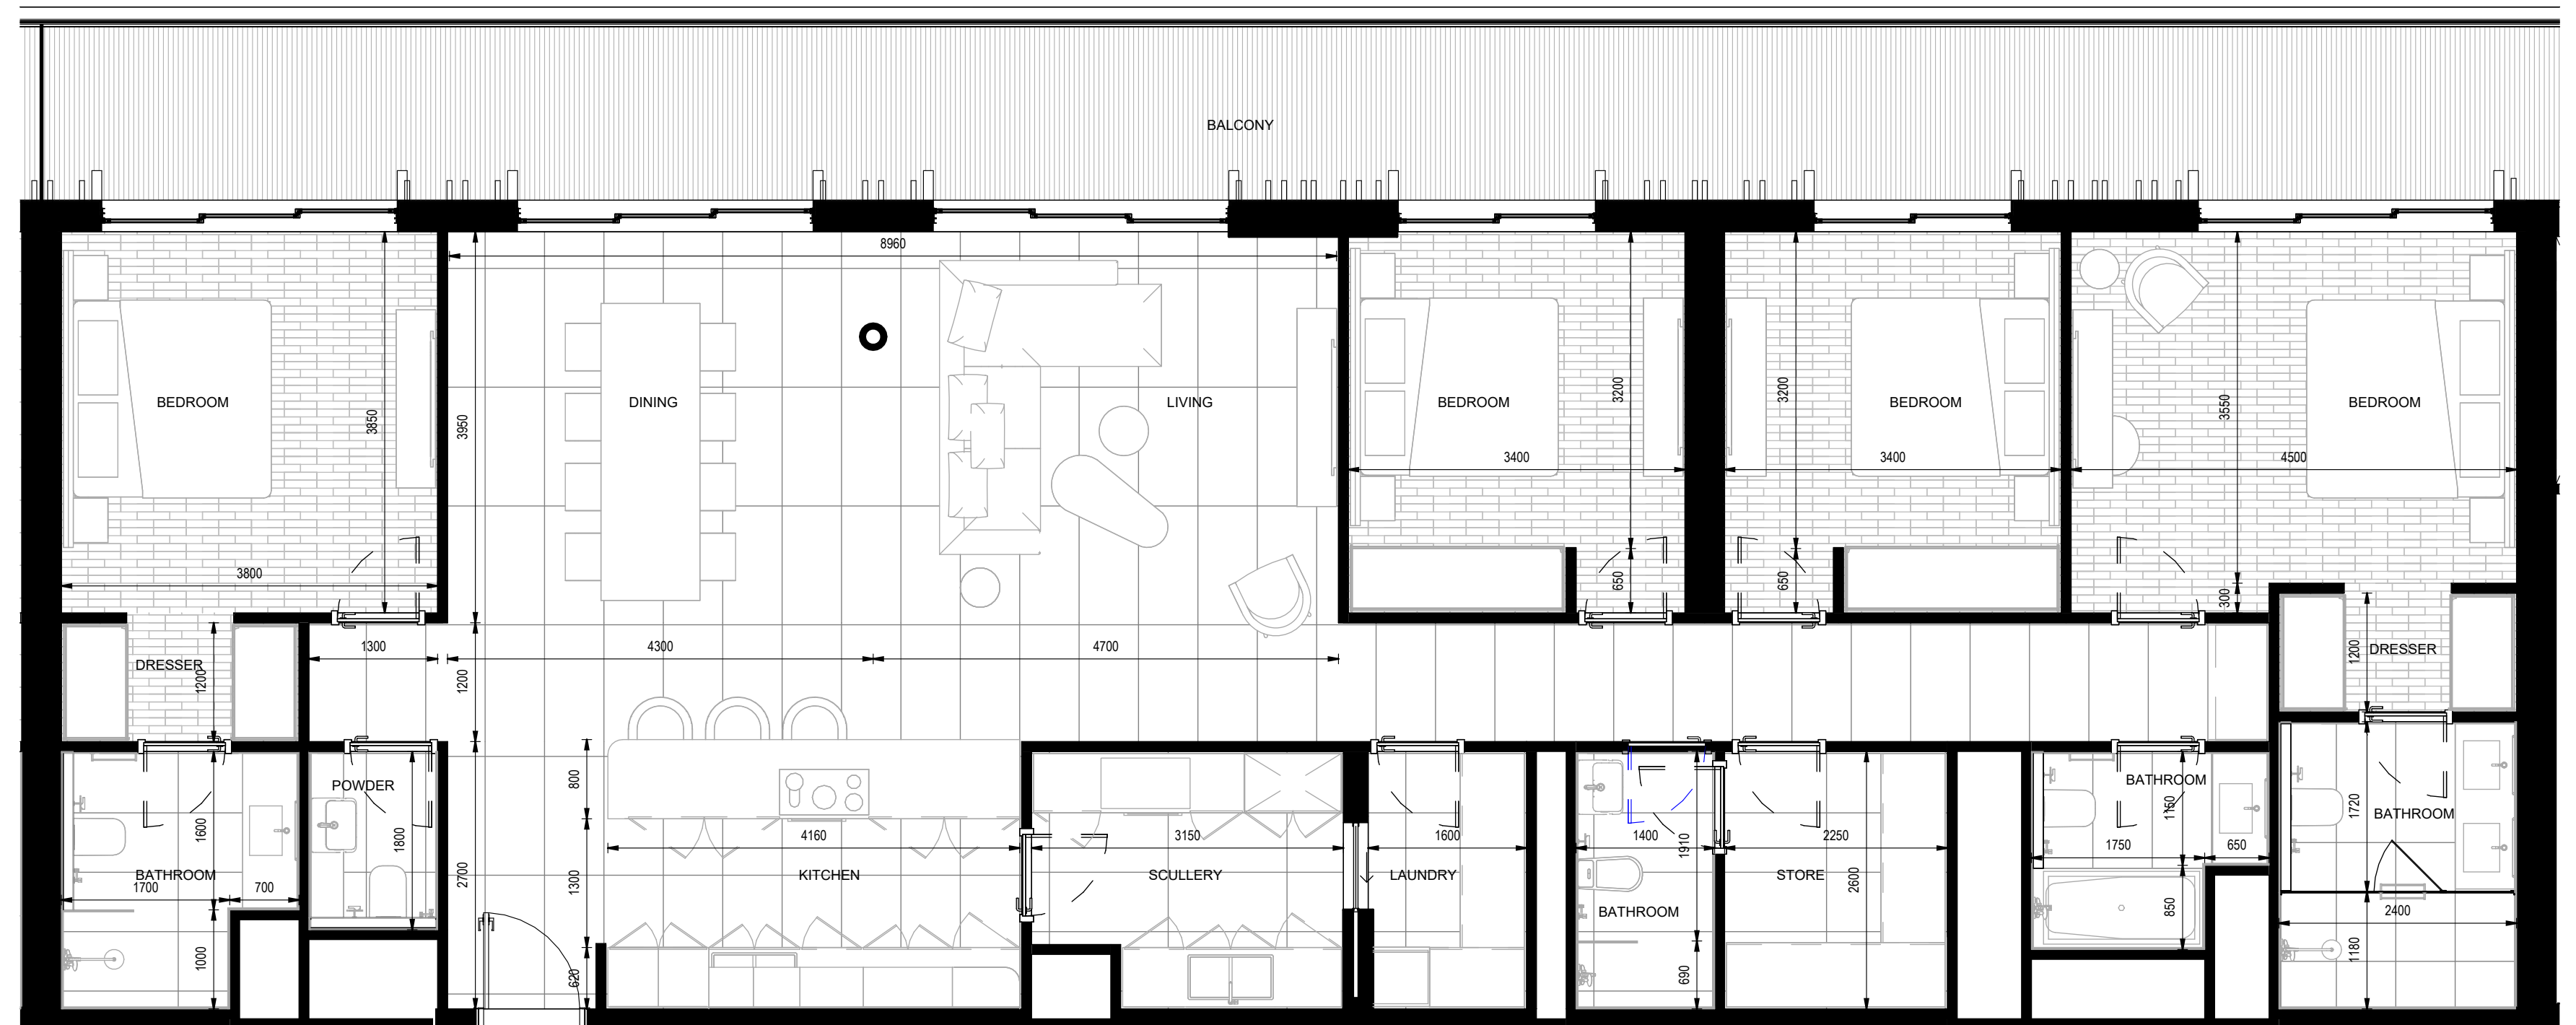 BALCONY
8960
BEDROOM
DINING
LIVING
BEDROOM
BEDROOM
BEDROOM
3850
3950
3200
3200
3550
3400
3400
4500
3800
650
650
300
1300
4300
4700
DRESSER
1200
1200
1200
DRESSER
POWDER
800
BATHROOM
1600
1800
4160
3150
1600
1400
1910
2250
1150
1750
650
1720
BATHROOM
BATHROOM
1700
700
2700
1300
KITCHEN
SCULLERY
LAUNDRY
STORE
2600
BATHROOM
850
2400
1000
620
690
1180